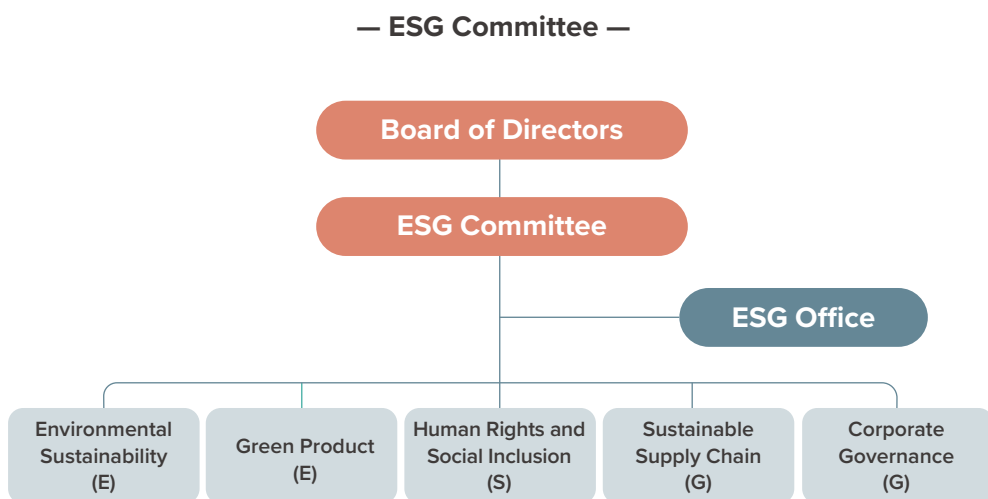 — ESG Committee —
Board of Directors
ESG Committee
ESG Office
Environmental
Sustainability
(E)
Green Product
(E)
Human Rights and
Social Inclusion
(S)
Sustainable
Supply Chain
(G)
Corporate
Governance
(G)